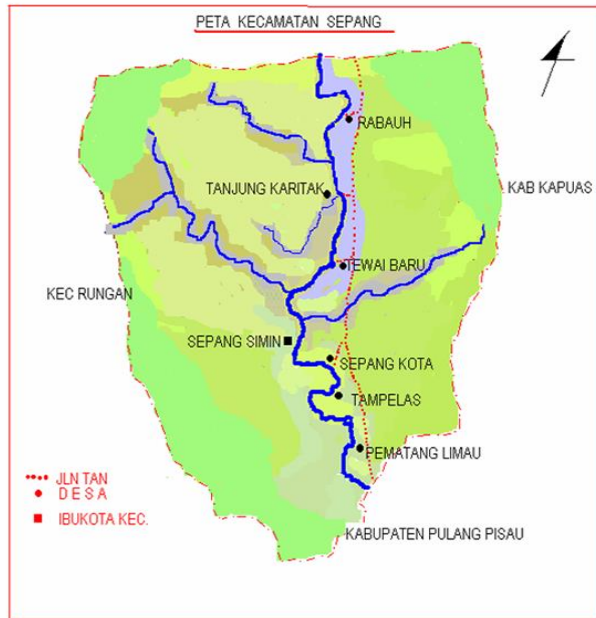 PETA KECAMATAN SEPANG
RABAUH
TANJUNG KARITAK
KAB KAPUAS
TEWAI BARU
KEC RUNGAN
SEPANG SIMIN
SEPANG KOTA
TAMPELAS
PEMATANG LIMAU
JLN TAN
D E S A
IBUKOTA KEC.
KABUPATEN PULANG PISAU